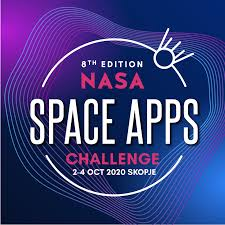 8TH EDITION
NASA
SPACE APPS
CHALLENGE
2-4 OCT 2020 SKOPJE